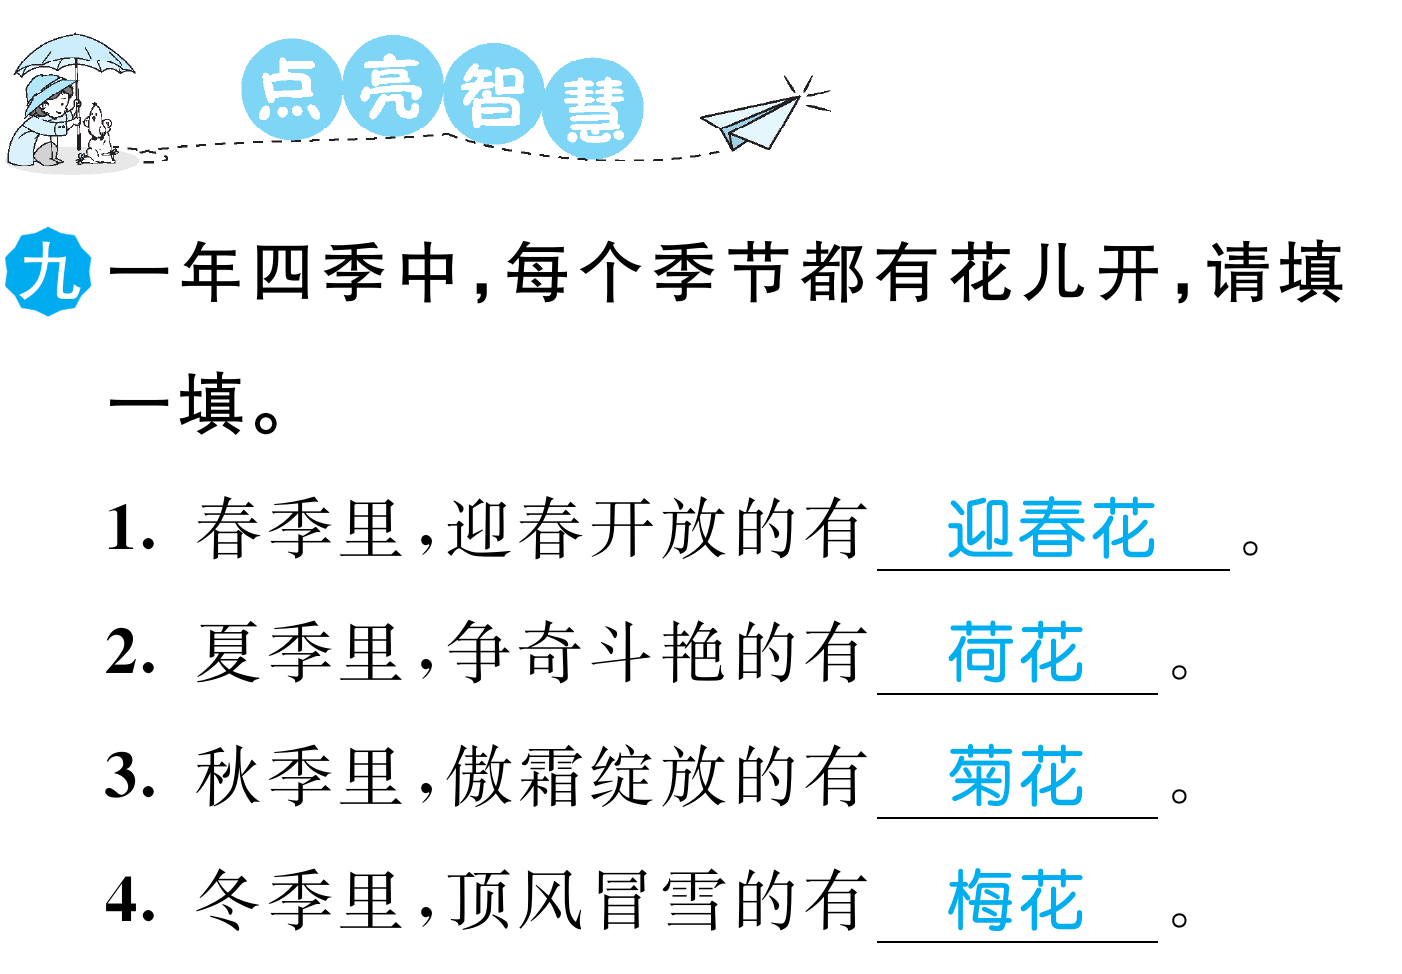 点亮智慧
九 一年四季中,每个季节都有花儿开,请填
一填。
1. 春季里,迎春开放的有 迎春花 。
2. 夏季里,争奇斗艳的有 荷花 。
3. 秋季里,傲霜绽放的有 菊花 。
4. 冬季里,顶风冒雪的有 梅花 。